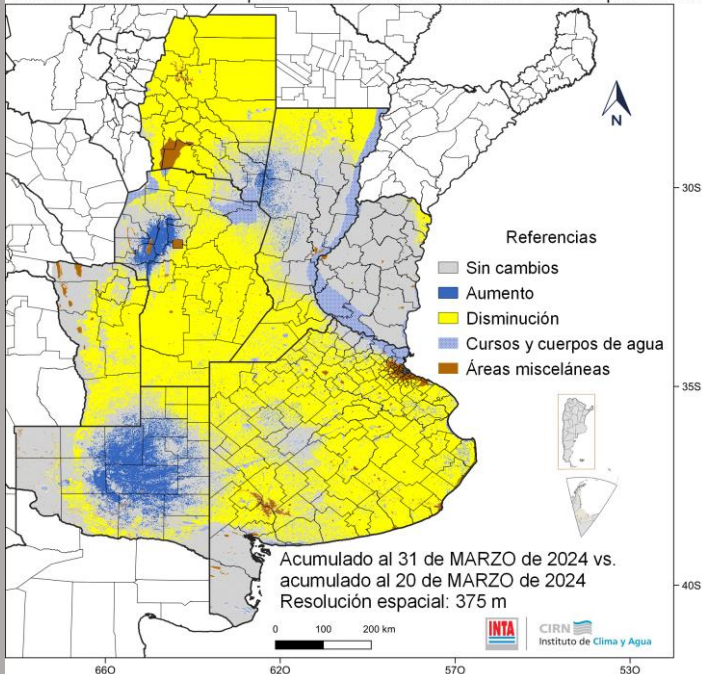 N
30S
Referencias
Sin cambios
Aumento
Disminución
Cursos y cuerpos de agua
Áreas misceláneas
35S
Acumulado al 31 de MARZO de 2024 vs.
acumulado al 20 de MARZO de 2024
Resolución espacial: 375 m
40S
0 100 200 km
INTA
CIRN
Instituto de Clima y Agua
66O 62O 57O 53O